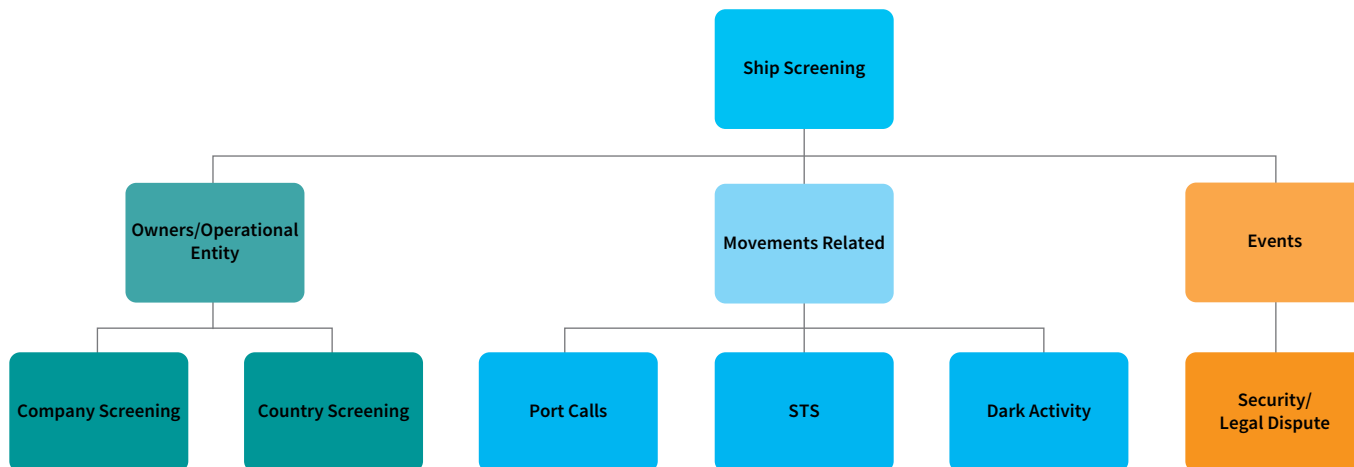 Ship Screening
Owners/Operational
Entity
Movements Related
Events
Company Screening
Country Screening
Port Calls
STS
Dark Activity
Security/
Legal Dispute